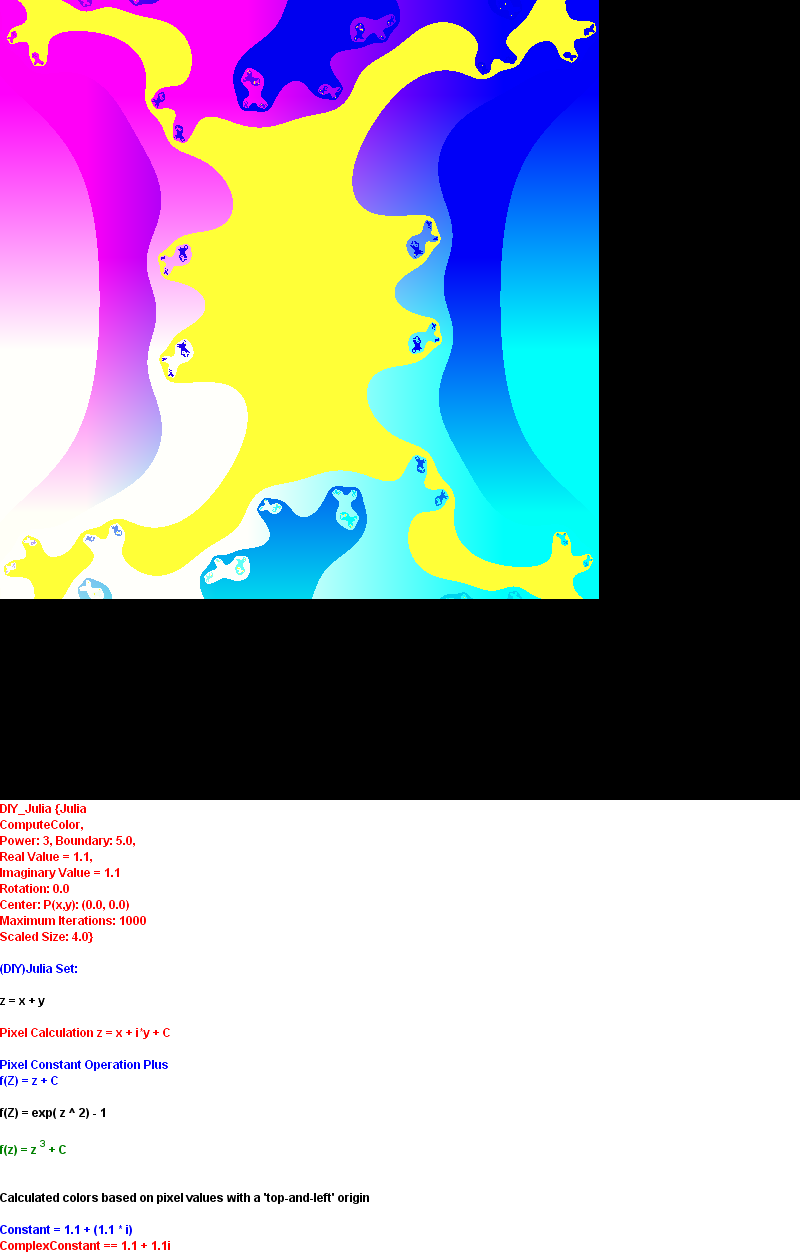 DIY_Julia {Julia
ComputeColor,
Power: 3, Boundary: 5.0,
Real Value = 1.1,
Imaginary Value = 1.1
Rotation: 0.0
Center: P(x,y): (0.0, 0.0)
Maximum Iterations: 1000
Scaled Size: 4.0}
(DIY)Julia Set:
z = x + y
Pixel Calculation z = x + i*y + C
Pixel Constant Operation Plus
f(Z) = z + C
f(Z) = exp( z ^ 2) - 1
f(z) = z 3 + C
Calculated colors based on pixel values with a 'top-and-left' origin
Constant = 1.1 + (1.1 * i)
ComplexConstant == 1.1 + 1.1i